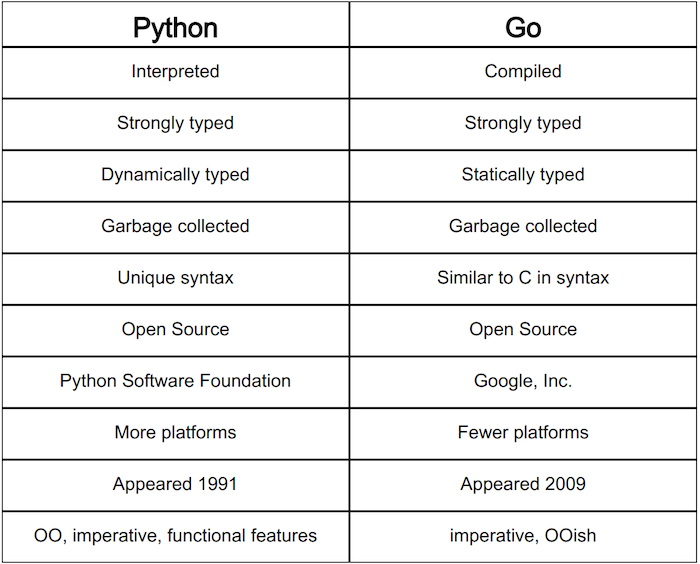 Python Go
Interpreted Compiled
Strongly typed Strongly typed
Dynamically typed Statically typed
Garbage collected Garbage collected
Unique syntax Similar to C in syntax
Open Source Open Source
Python Software Foundation Google, Inc.
More platforms Fewer platforms
Appeared 1991 Appeared 2009
OO, imperative, functional features imperative, OOish